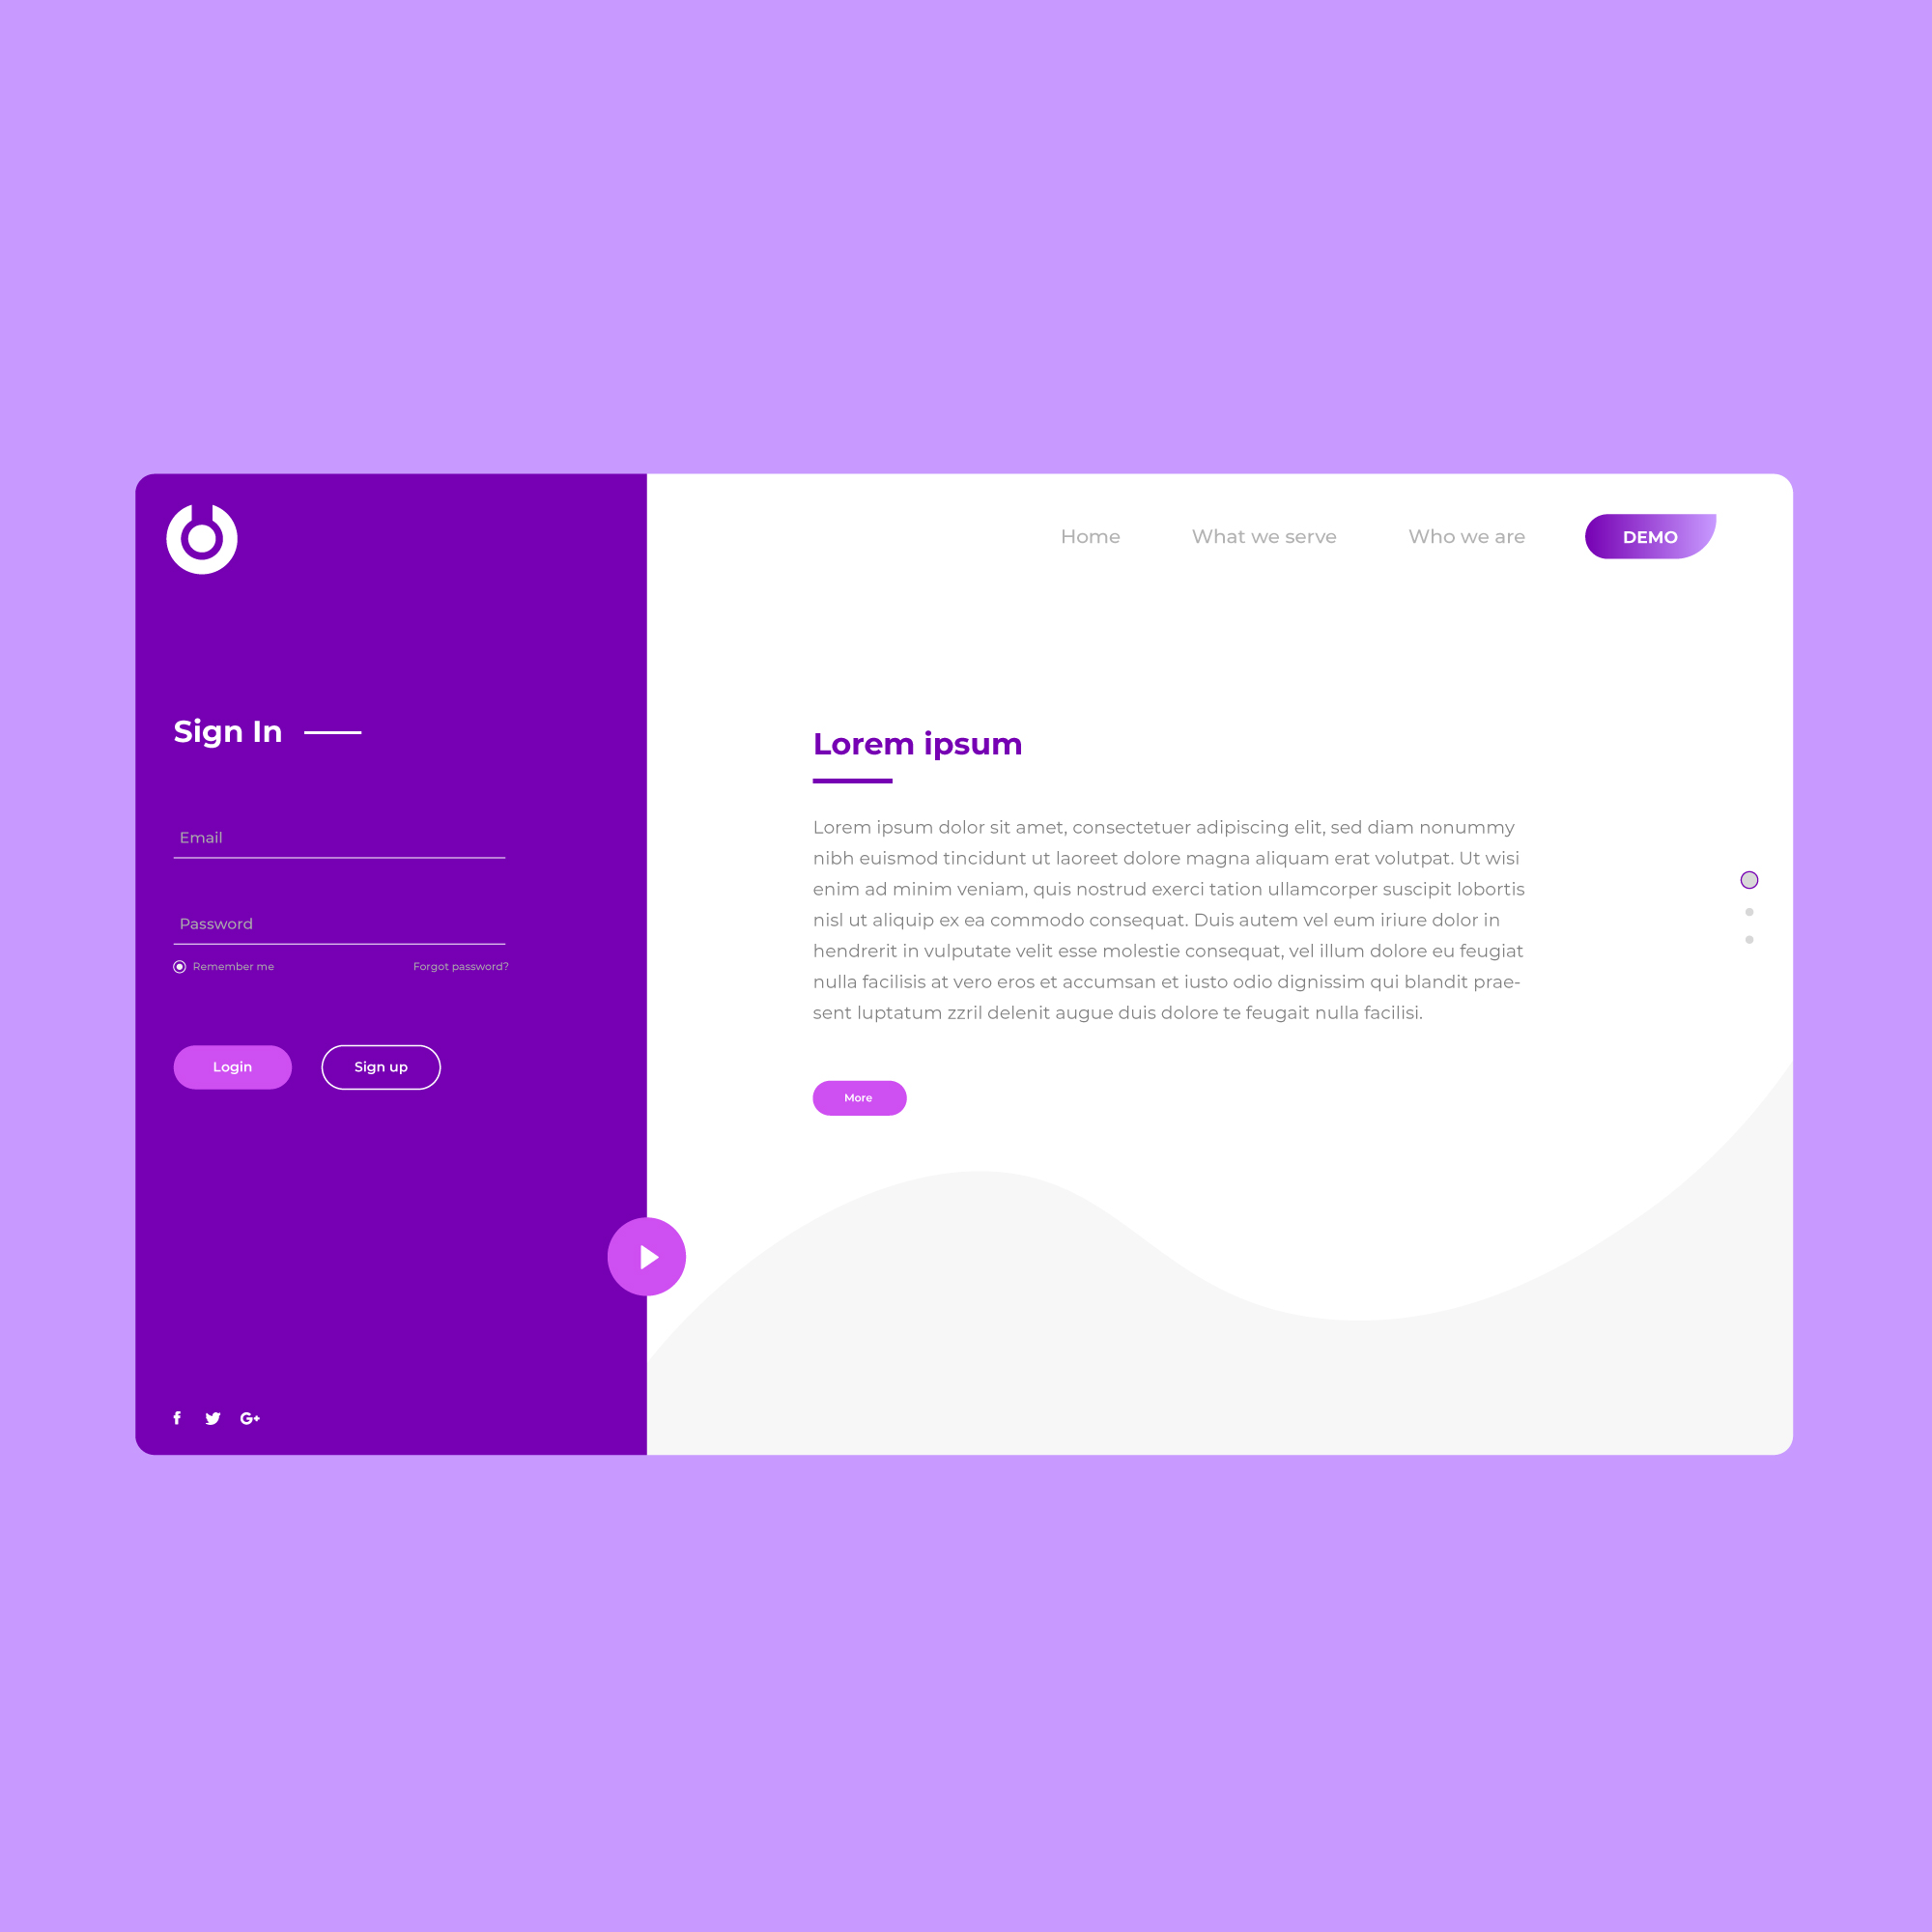 Home
What we serve
Who we are
DEMO
Sign In
Email
Password
Remember me
Forgot password?
Login
Sign up
Lorem ipsum
Lorem ipsum dolor sit amet, consectetuer adipiscing elit, sed diam nonummy
nibh euismod tincidunt ut laoreet dolore magna aliquam erat volutpat. Ut wisi
enim ad minim veniam, quis nostrud exerci tation ullamcorper suscipit lobortis
nisl ut aliquip ex ea commodo consequat. Duis autem vel eum iriure dolor in
hendrerit in vulputate velit esse molestie consequat, vel illum dolore eu feugiat
nulla facilisis at vero eros et accumsan et iusto odio dignissim qui blandit prae-
sent luptatum zzril delenit augue duis dolore te feugait nulla facilisi.
More